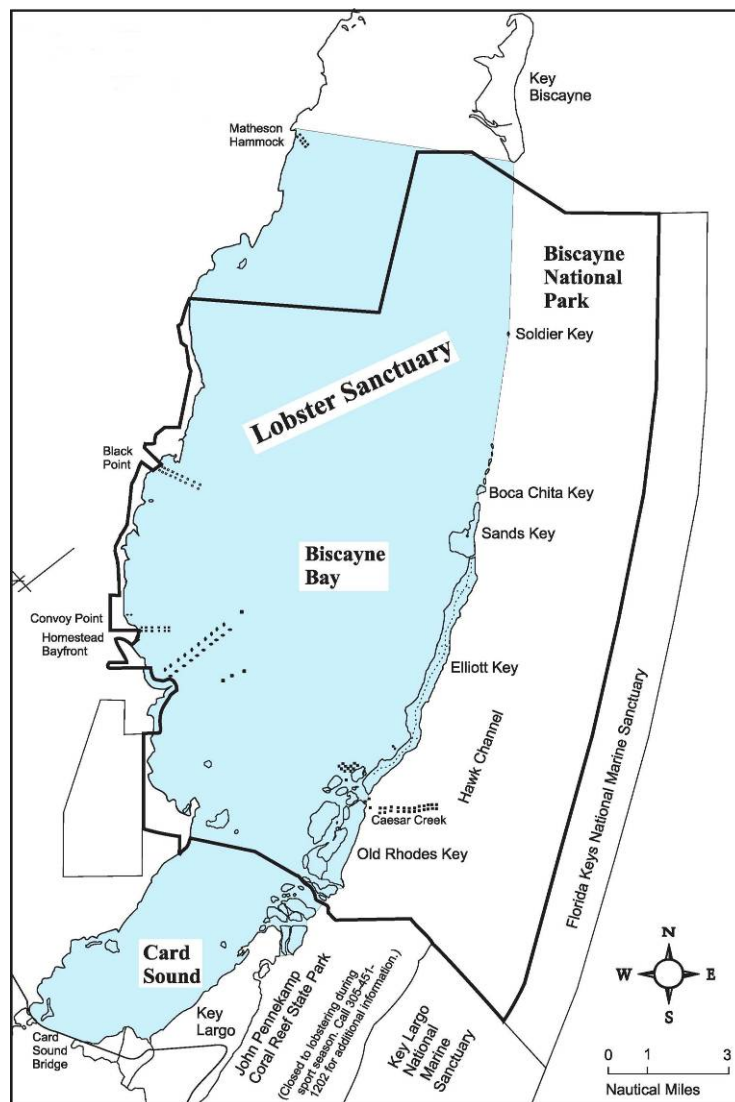 Key
Biscayne
Matheson
Hammock
Biscayne
National
Park
Soldier Key
Lobster Sanctuary
Black
Point
Boca Chita Key
Sands Key
Biscayne
Bay
Convoy Point
Homestead
Bayfront
Elliott Key
Hawk Channel
Caesar Creek
Old Rhodes Key
Florida Keys National Marine Sanctuary
Card
Sound
Key
Largo
Card
Sound
Bridge
John Pennekamp
Coral Reef State Park
(Closed to lobstering during
sport season. Call 305-451-
1202 for additional information.)
Key Largo
National
Marine
Sanctuary
N
W
E
S
0 1 3
Nautical Miles